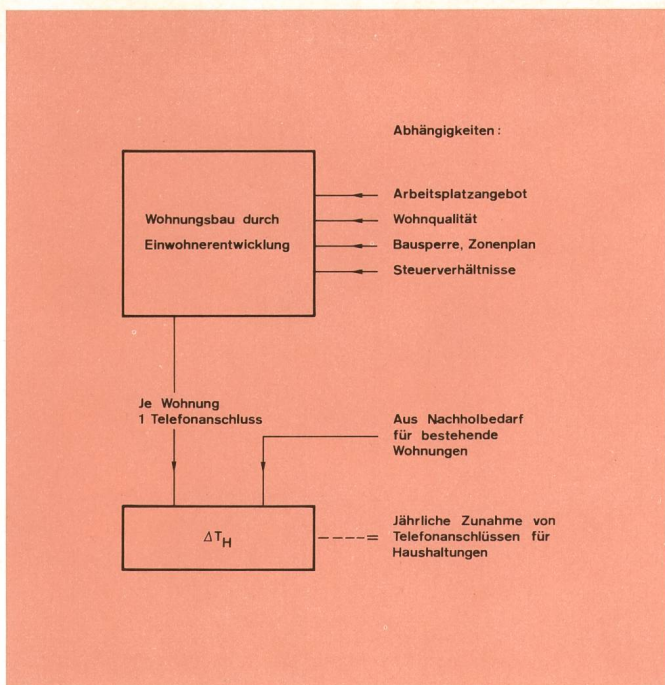 Abhängigkeiten:
Wohnungsbau durch
Einwohnerentwicklung
Arbeitsplatzangebot
Wohnqualität
Bausperre, Zonenplan
Steuerverhältnisse
Je Wohnung
1 Telefonanschluss
Aus Nachholbedarf
für bestehende
Wohnungen
ΔT_H
Jährliche Zunahme von
Telefonanschlüssen für
Haushaltungen